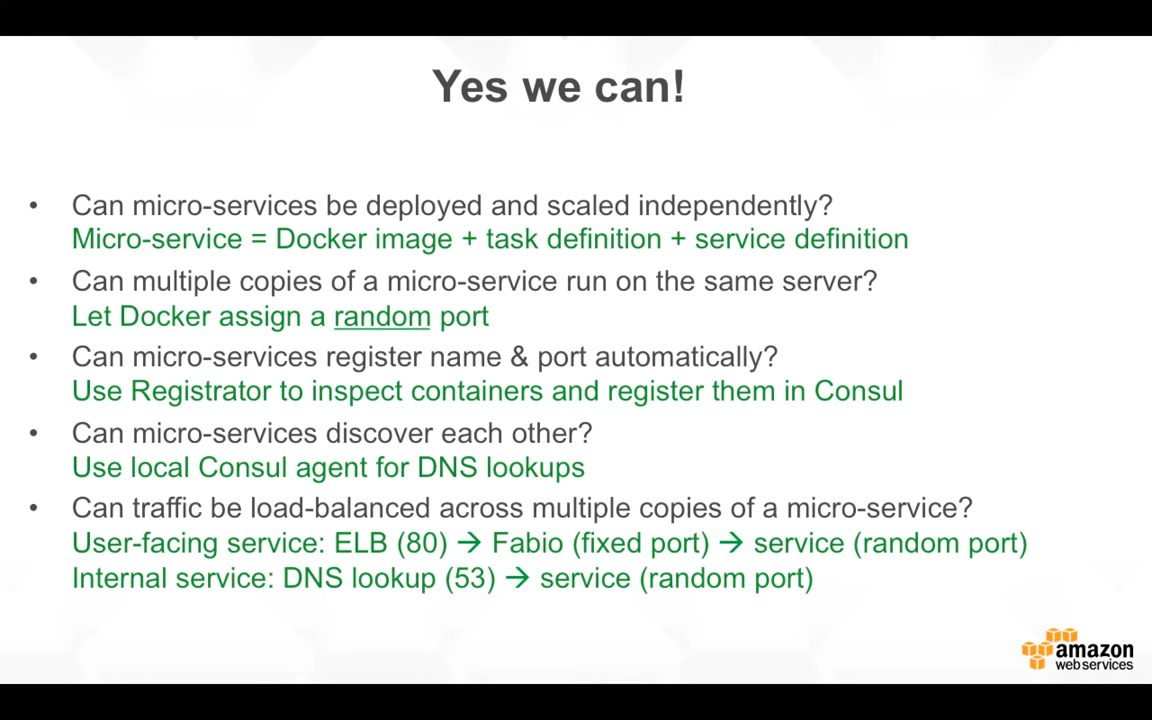 Yes we can!
• Can micro-services be deployed and scaled independently?
Micro-service = Docker image + task definition + service definition
• Can multiple copies of a micro-service run on the same server?
Let Docker assign a random port
• Can micro-services register name & port automatically?
Use Registrator to inspect containers and register them in Consul
• Can micro-services discover each other?
Use local Consul agent for DNS lookups
• Can traffic be load-balanced across multiple copies of a micro-service?
User-facing service: ELB (80) → Fabio (fixed port) → service (random port)
Internal service: DNS lookup (53) → service (random port)
amazon
webservices